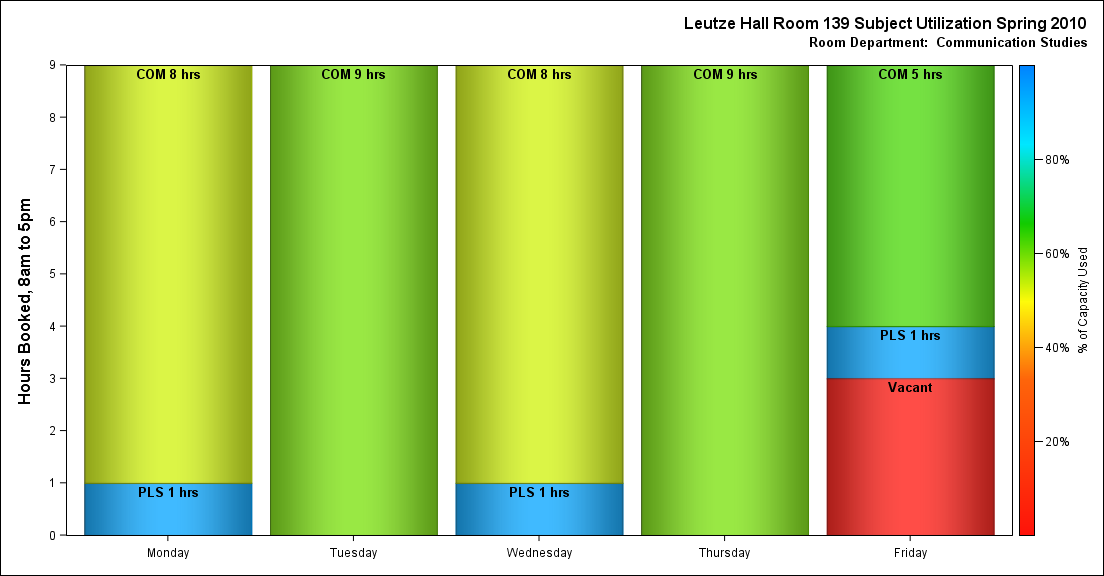 Leutze Hall Room 139 Subject Utilization Spring 2010
Room Department:  Communication Studies
Hours Booked, 8am to 5pm
9
8
7
6
5
4
3
2
1
0
COM 8 hrs
PLS 1 hrs
COM 9 hrs
COM 8 hrs
PLS 1 hrs
COM 9 hrs
COM 5 hrs
PLS 1 hrs
Vacant
Monday
Tuesday
Wednesday
Thursday
Friday
80%
60%
40%
20%
% of Capacity Used